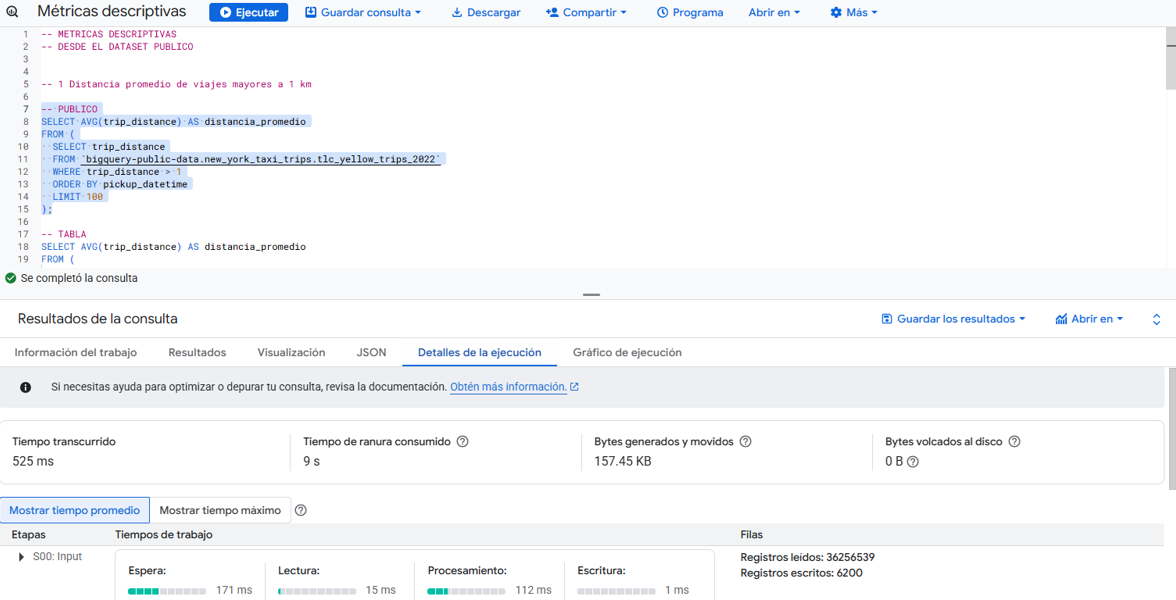 Métricas descriptivas Ejecutar Guardar consulta Descargar Compartir Programa Abrir en Más
1 -- METRICAS DESCRIPTIVAS
2 -- DESDE EL DATASET PUBLICO
3
4
5 -- 1 Distancia promedio de viajes mayores a 1 km
6
7 -- PUBLICO
8 SELECT AVG(trip_distance) AS distancia_promedio
9 FROM (
10 SELECT trip_distance
11 FROM `bigquery-public-data.new_york_taxi_trips.tlc_yellow_trips_2022`
12 WHERE trip_distance > 1
13 ORDER BY pickup_datetime
14 LIMIT 100
15 );
16
17 -- TABLA
18 SELECT AVG(trip_distance) AS distancia_promedio
19 FROM (
Se completó la consulta
Resultados de la consulta Guardar los resultados Abrir en
Información del trabajo Resultados Visualización JSON Detalles de la ejecución Gráfico de ejecución
Si necesitas ayuda para optimizar o depurar tu consulta, revisa la documentación. Obtén más información.
Tiempo transcurrido Tiempo de ranura consumido Bytes generados y movidos Bytes volcados al disco
525 ms 9 s 157.45 KB 0 B
Mostrar tiempo promedio Mostrar tiempo máximo
Etapas Tiempos de trabajo Filas
S00: Input Registros leídos: 36256539
Espera: Lectura: Procesamiento: Escritura: Registros escritos: 6200
171 ms 15 ms 112 ms 1 ms